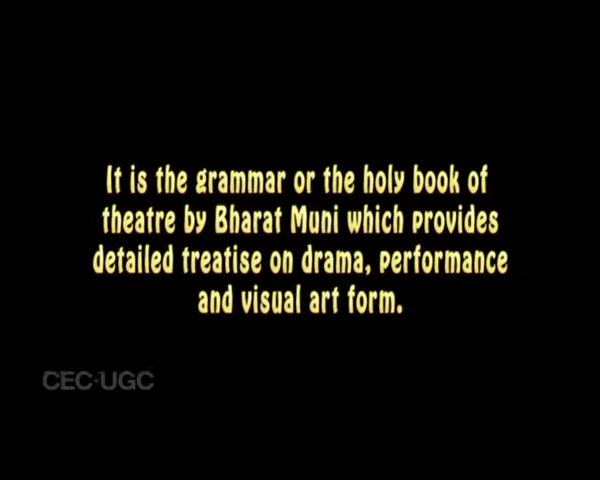 It is the grammar or the holy book of
theatre by Bharat Muni which provides
detailed treatise on drama, performance
and visual art form.
CEC-UGC